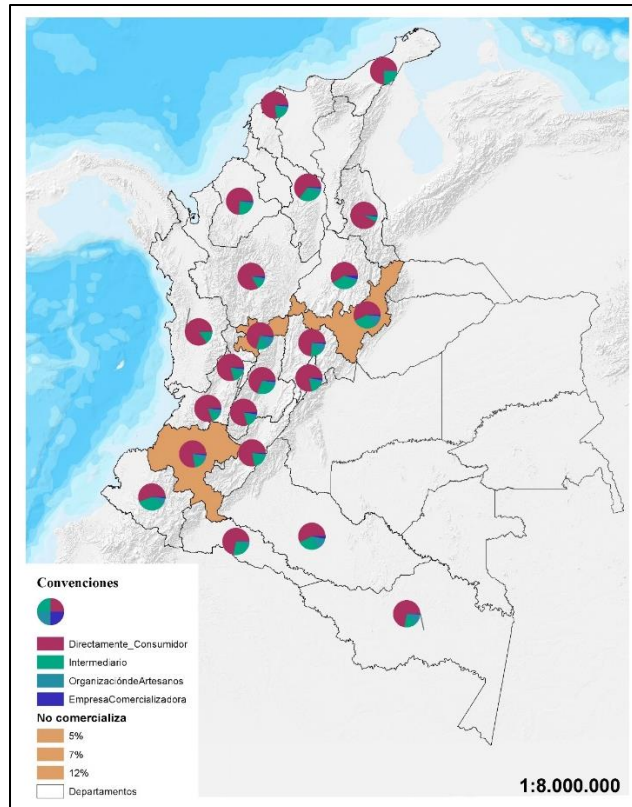 Convenciones
Directamente_Consumidor
Intermediario
OrganizacióndeArtesanos
EmpresaComercializadora
No comercializa
5%
7%
12%
Departamentos
1:8.000.000